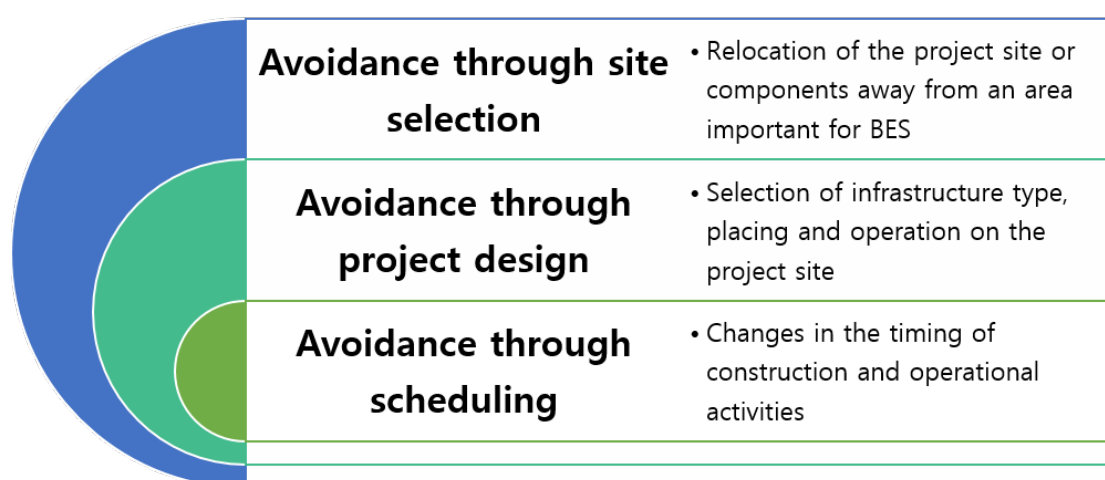 Avoidance through site
selection
• Relocation of the project site or
components away from an area
important for BES
Avoidance through
project design
• Selection of infrastructure type,
placing and operation on the
project site
Avoidance through
scheduling
• Changes in the timing of
construction and operational
activities